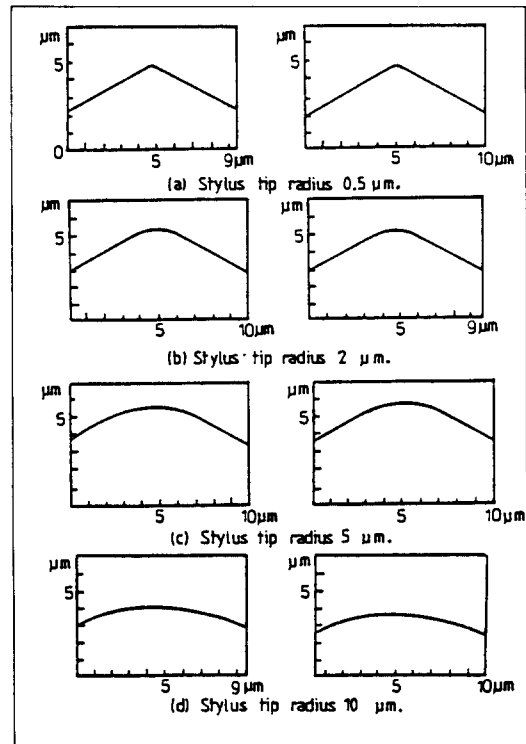 µm µm
5 5
0
5 9µm 5 10µm
(a) Stylus tip radius 0.5 µm.
µm µm
5 5
5 10µm 5 9µm
(b) Stylus tip radius 2 µm.
µm µm
5 5
5 10µm 5 10µm
(c) Stylus tip radius 5 µm.
µm µm
5 5
5 9µm 5 10µm
(d) Stylus tip radius 10 µm.